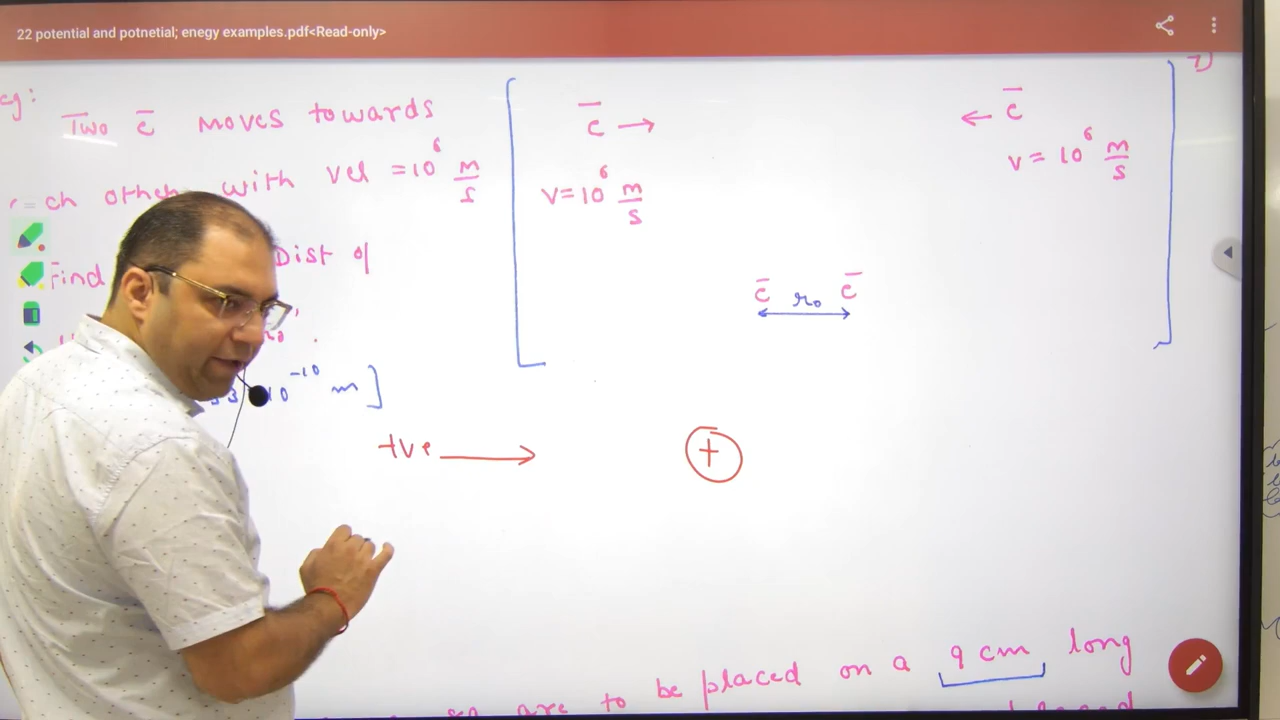 22 potential and potnetial; enegy examples.pdf<Read-only>
eg:
Two e̅ moves towards
ch other with vel = 10⁶ m/s
Find Dist of
10⁻¹⁰ m ]
e̅ →
v = 10⁶ m/s
← e̅
v = 10⁶ m/s
e̅ r₀ e̅
+ve
+
are to be placed on a 9 cm long